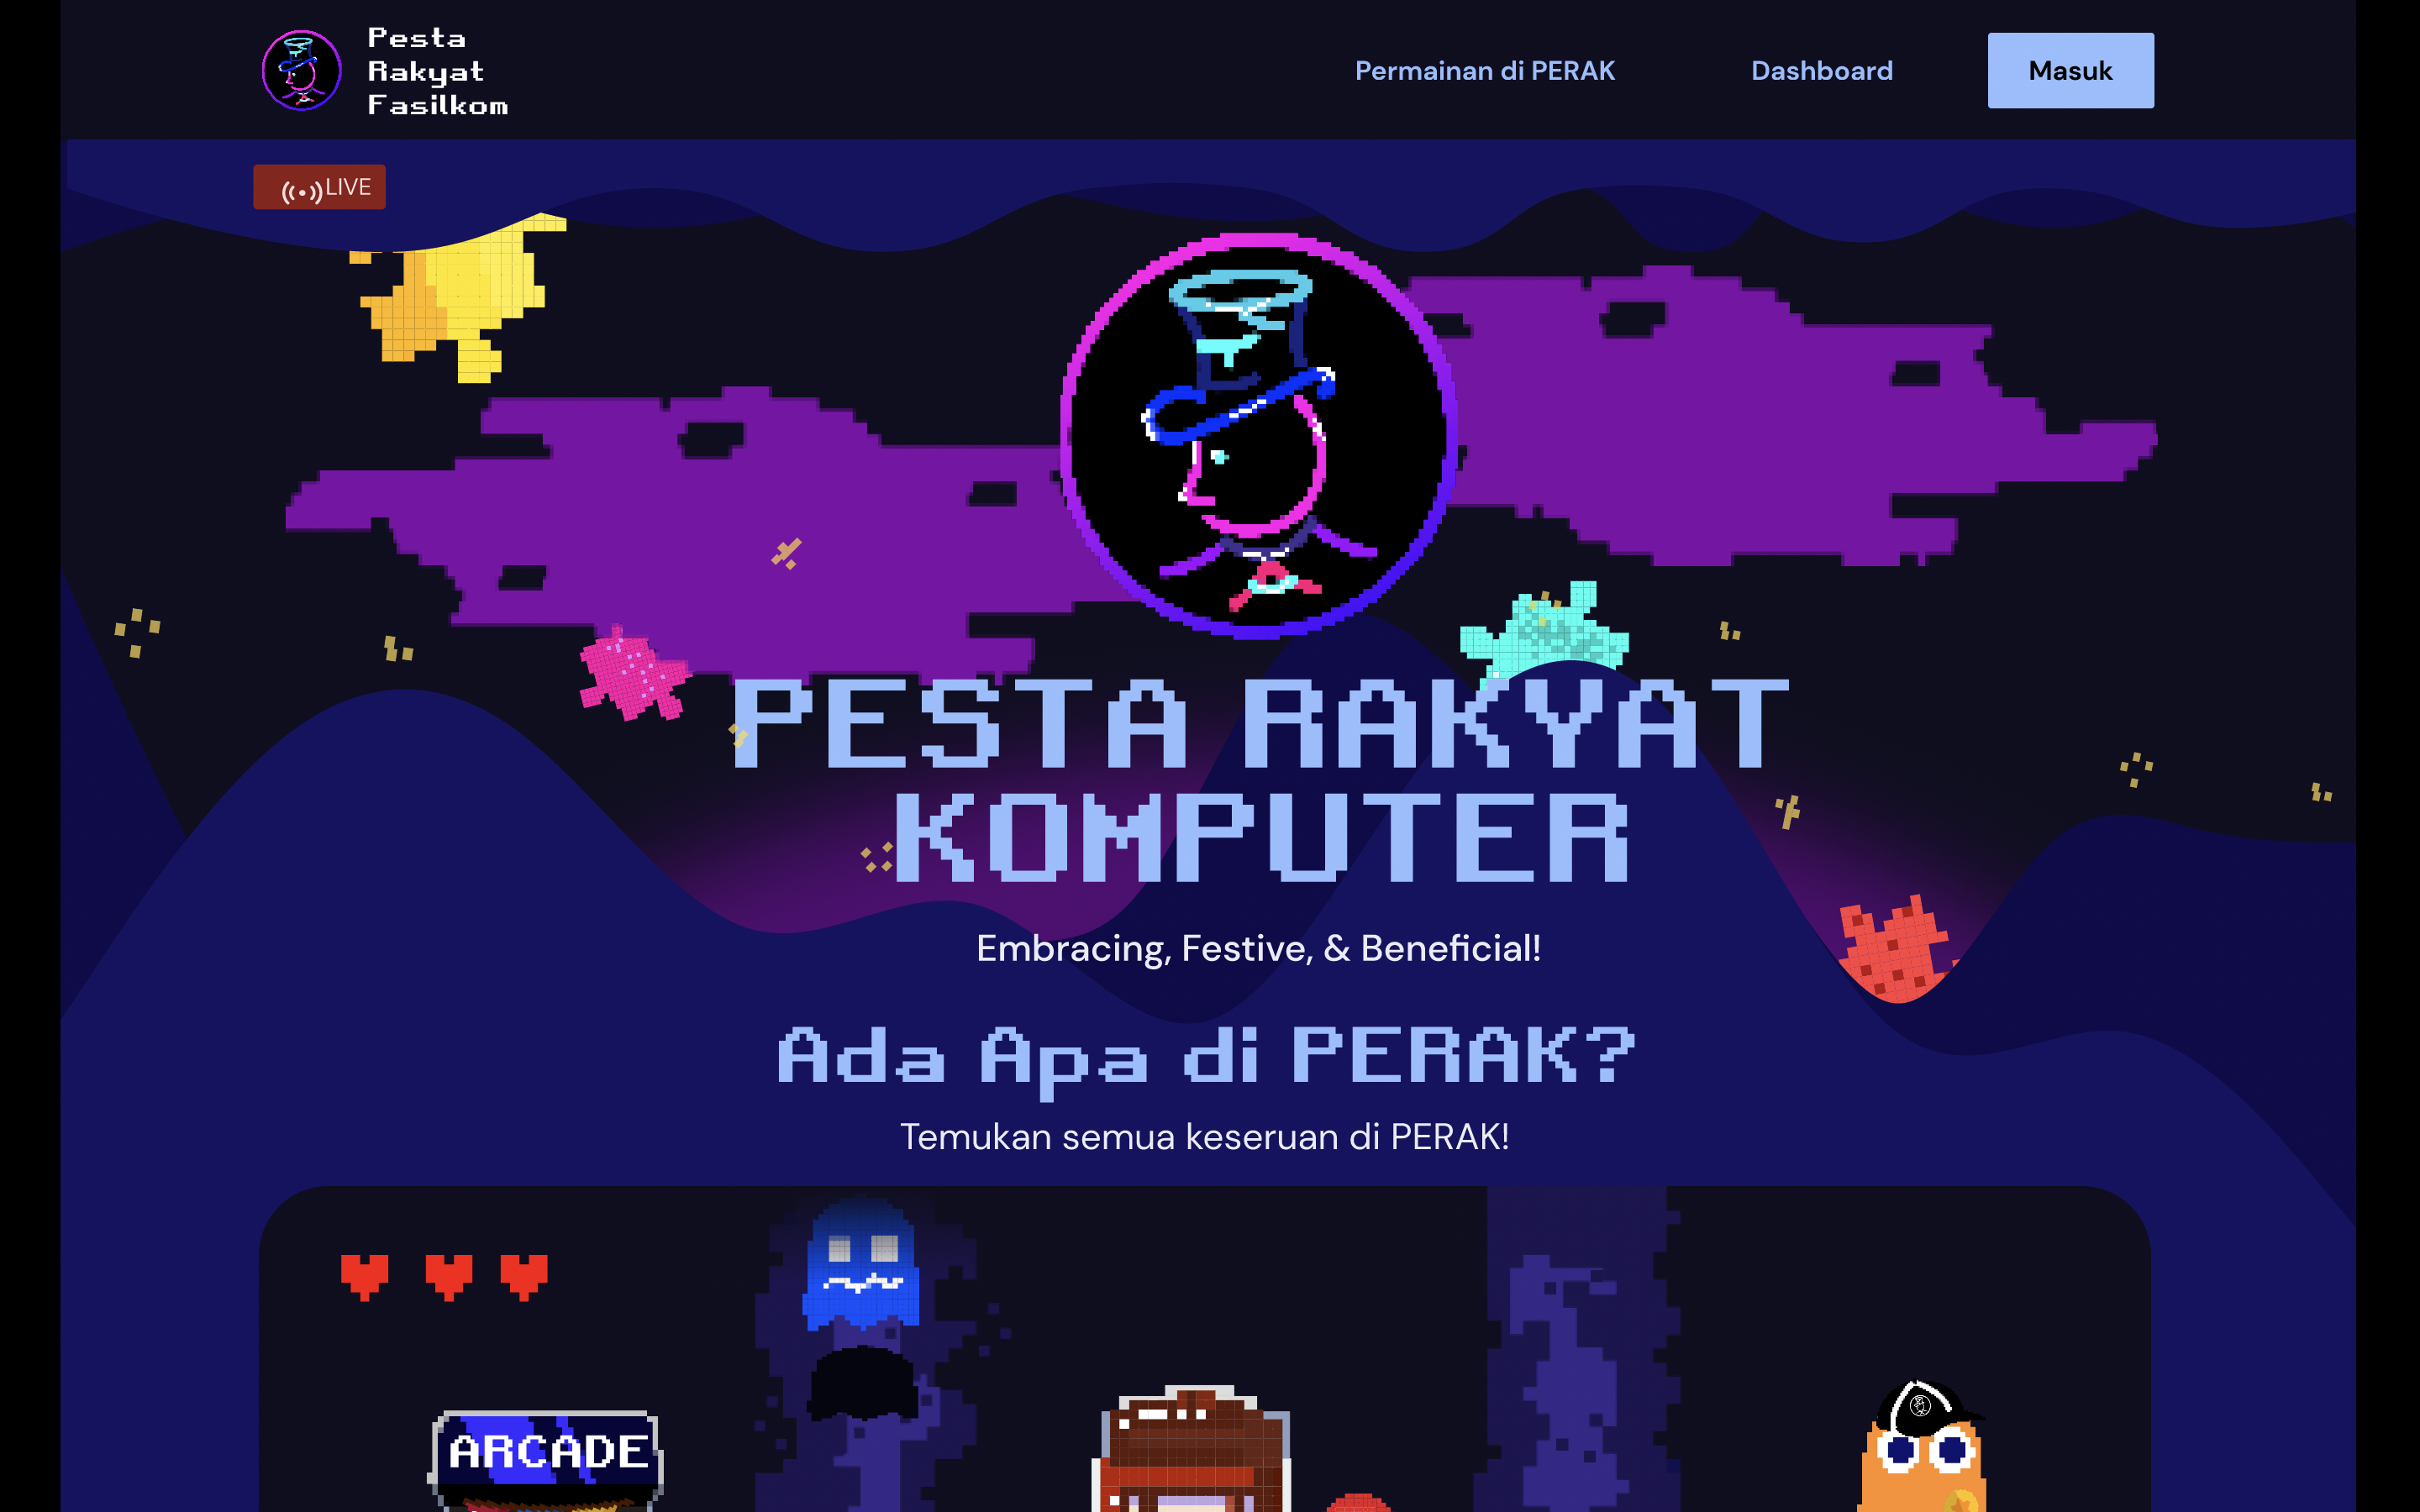 Pesta
Rakyat
Fasilkom
Permainan di PERAK
Dashboard
Masuk
LIVE
PESTA RAKYAT
KOMPUTER
Embracing, Festive, & Beneficial!
Ada Apa di PERAK?
Temukan semua keseruan di PERAK!
ARCADE